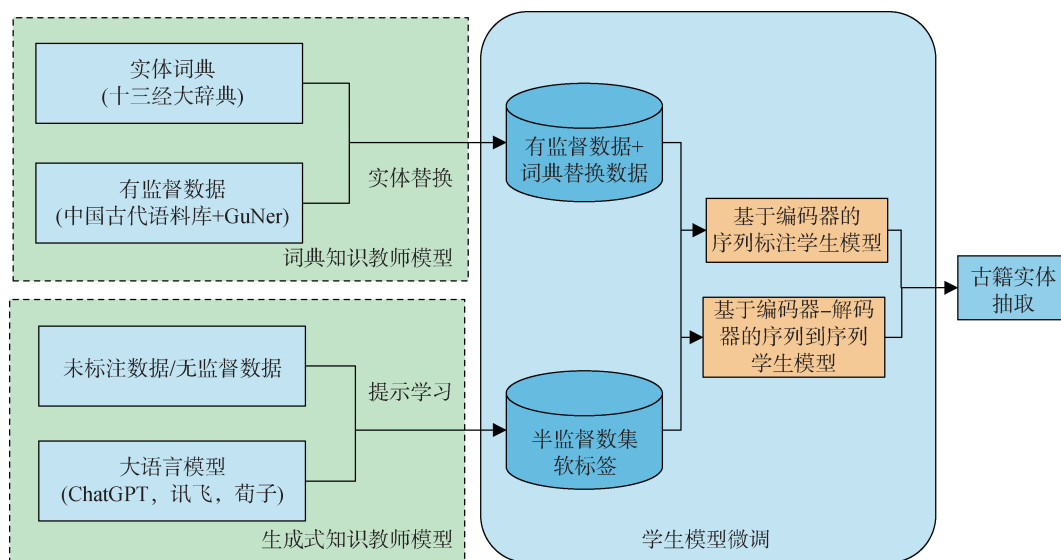 实体词典
(十三经大辞典)
有监督数据
(中国古代语料库+GuNer)
实体替换
词典知识教师模型
未标注数据/无监督数据
提示学习
大语言模型
(ChatGPT，讯飞，荀子)
生成式知识教师模型
有监督数据+
词典替换数据
半监督数集
软标签
基于编码器的
序列标注学生模型
基于编码器-解码
器的序列到序列
学生模型
学生模型微调
古籍实体
抽取